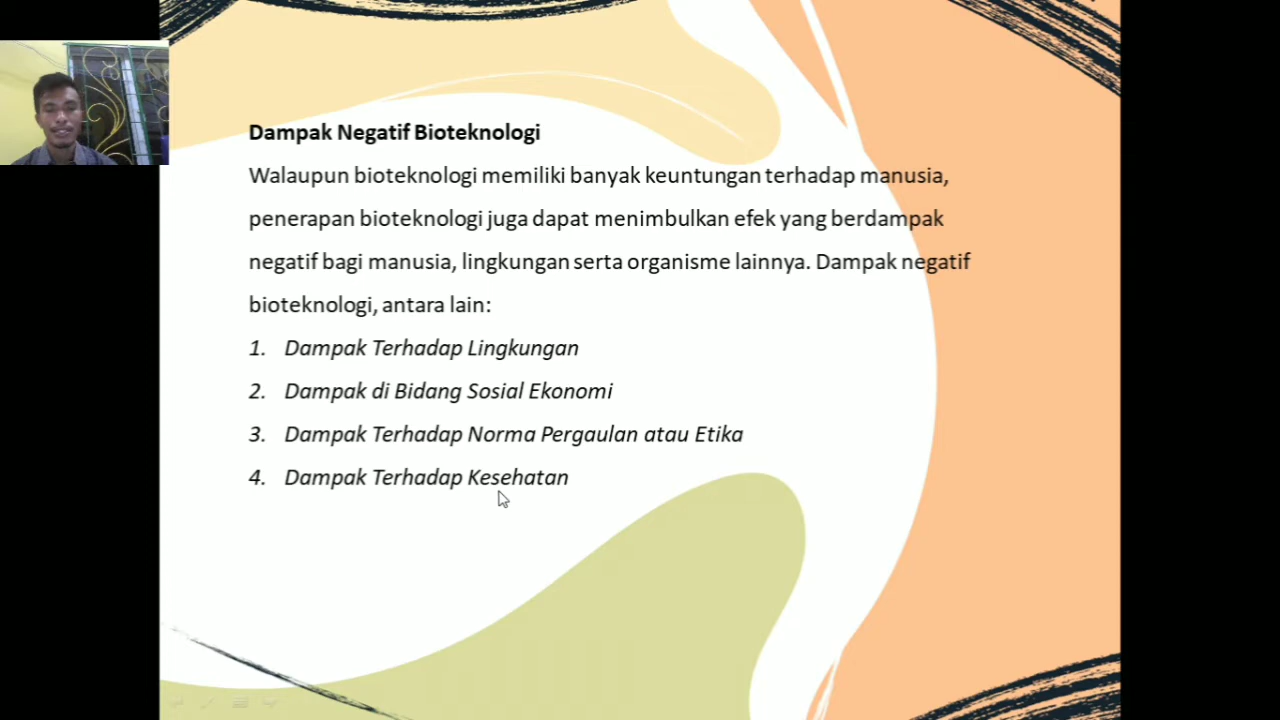 Dampak Negatif Bioteknologi
Walaupun bioteknologi memiliki banyak keuntungan terhadap manusia,
penerapan bioteknologi juga dapat menimbulkan efek yang berdampak
negatif bagi manusia, lingkungan serta organisme lainnya. Dampak negatif
bioteknologi, antara lain:
1. Dampak Terhadap Lingkungan
2. Dampak di Bidang Sosial Ekonomi
3. Dampak Terhadap Norma Pergaulan atau Etika
4. Dampak Terhadap Kesehatan